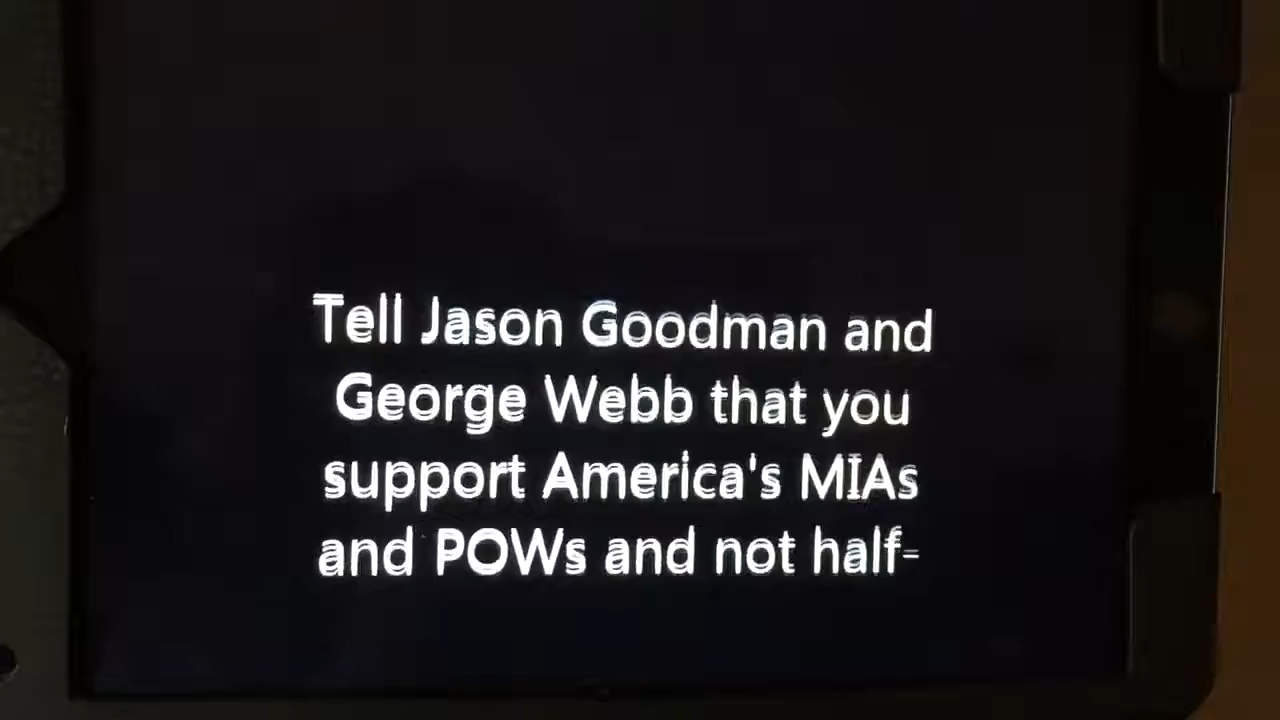 Tell Jason Goodman and
George Webb that you
support America's MIAs
and POWs and not half-